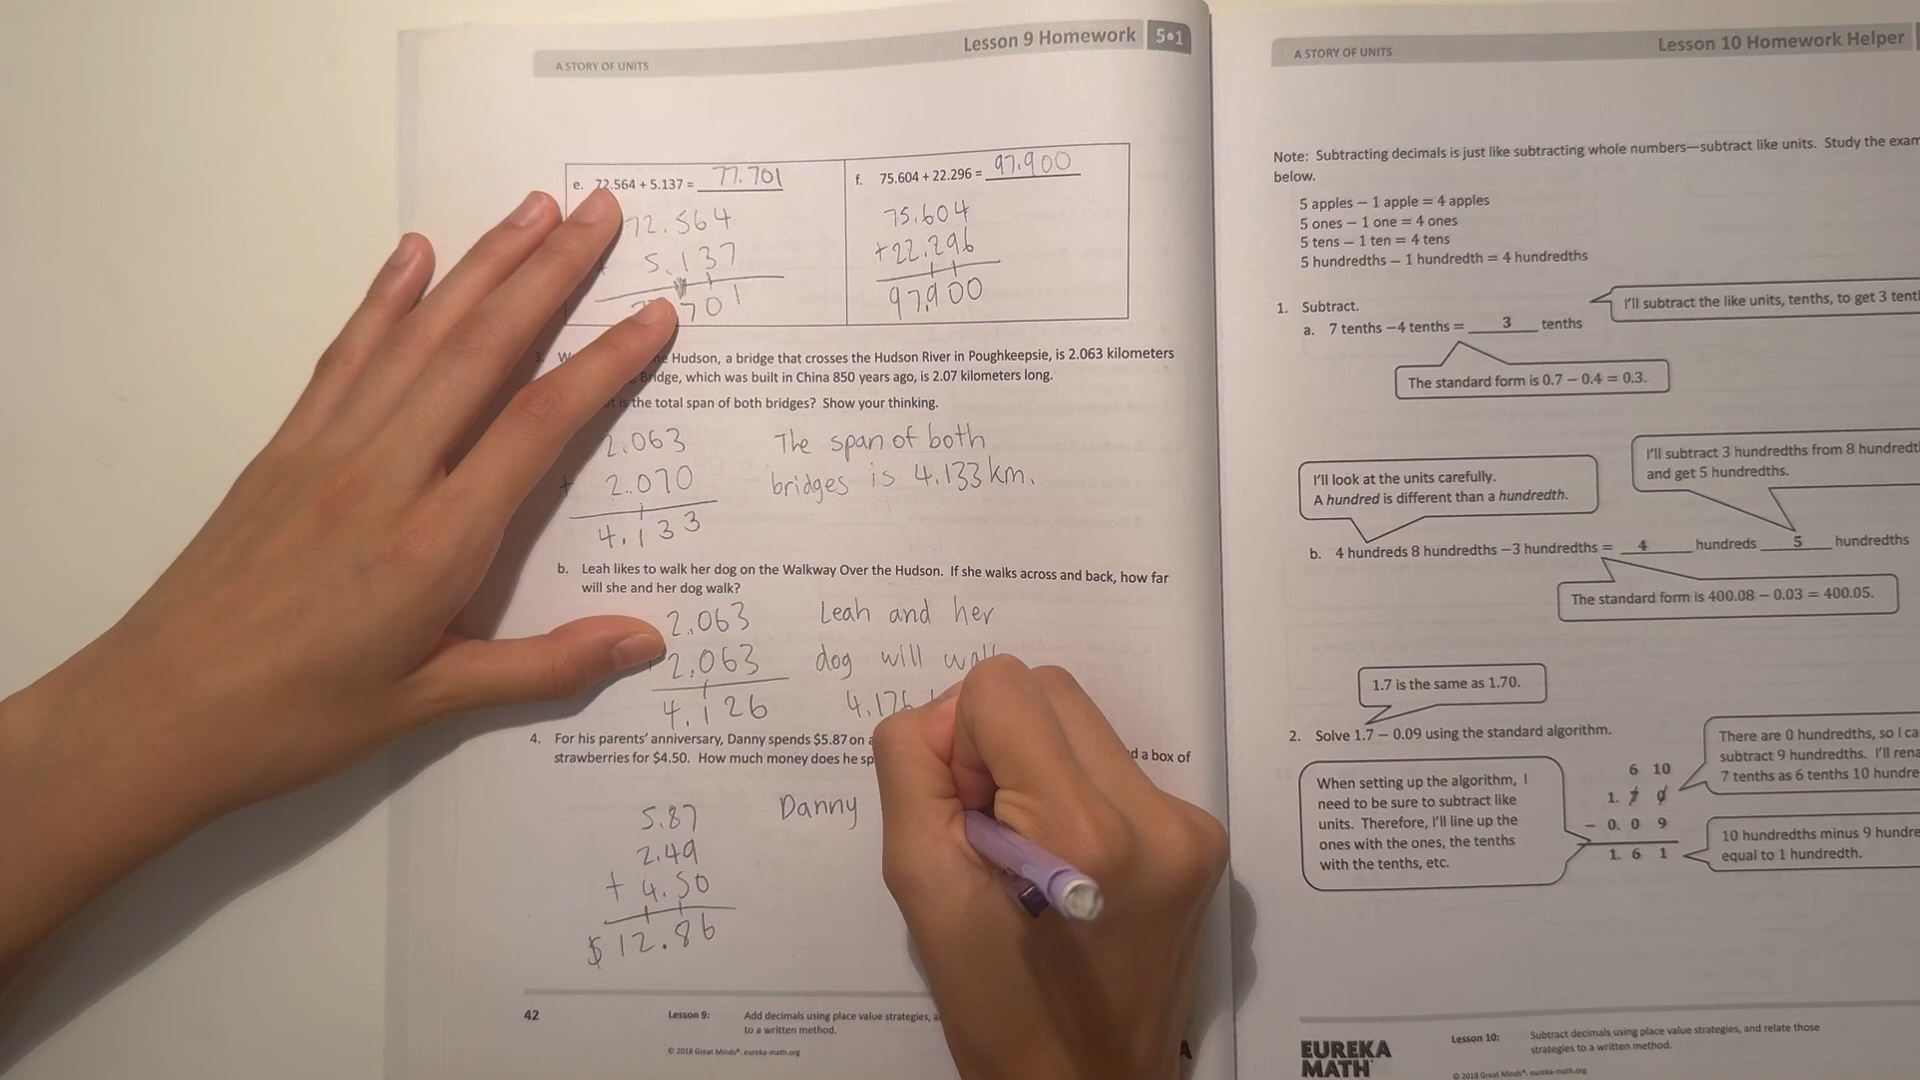 Lesson 9 Homework 5•1
A STORY OF UNITS
e. 72.564 + 5.137 = 77.701
72.564
5.137
701
f. 75.604 + 22.296 = 97.900
75.604
+22.296
97.900
Hudson, a bridge that crosses the Hudson River in Poughkeepsie, is 2.063 kilometers
Bridge, which was built in China 850 years ago, is 2.07 kilometers long.
is the total span of both bridges? Show your thinking.
2.063
+ 2.070
4.133
The span of both
bridges is 4.133 km.
b. Leah likes to walk her dog on the Walkway Over the Hudson. If she walks across and back, how far
will she and her dog walk?
2.063
2.063
4.126
Leah and her
dog will walk
4.126
4. For his parents' anniversary, Danny spends $5.87 on a
d a box of
strawberries for $4.50. How much money does he sp
5.87
2.49
+ 4.50
$12.86
Danny
42
Lesson 9:
Add decimals using place value strategies, a
to a written method.
© 2018 Great Minds®. eureka-math.org
A STORY OF UNITS
Lesson 10 Homework Helper
Note: Subtracting decimals is just like subtracting whole numbers—subtract like units. Study the exam
below.
5 apples − 1 apple = 4 apples
5 ones − 1 one = 4 ones
5 tens − 1 ten = 4 tens
5 hundredths − 1 hundredth = 4 hundredths
1. Subtract.
a. 7 tenths −4 tenths = 3 tenths
I'll subtract the like units, tenths, to get 3 tent
The standard form is 0.7 − 0.4 = 0.3.
I'll look at the units carefully.
A hundred is different than a hundredth.
I'll subtract 3 hundredths from 8 hundredt
and get 5 hundredths.
b. 4 hundreds 8 hundredths −3 hundredths = 4 hundreds 5 hundredths
The standard form is 400.08 − 0.03 = 400.05.
1.7 is the same as 1.70.
2. Solve 1.7 − 0.09 using the standard algorithm.
When setting up the algorithm, I
need to be sure to subtract like
units. Therefore, I'll line up the
ones with the ones, the tenths
with the tenths, etc.
6 10
1. 7 0
− 0. 0 9
1. 6 1
There are 0 hundredths, so I ca
subtract 9 hundredths. I'll rena
7 tenths as 6 tenths 10 hundre
10 hundredths minus 9 hundre
equal to 1 hundredth.
EUREKA
MATH
Lesson 10:
Subtract decimals using place value strategies, and relate those
strategies to a written method.
© 2018 Great Minds®. eureka-math.org